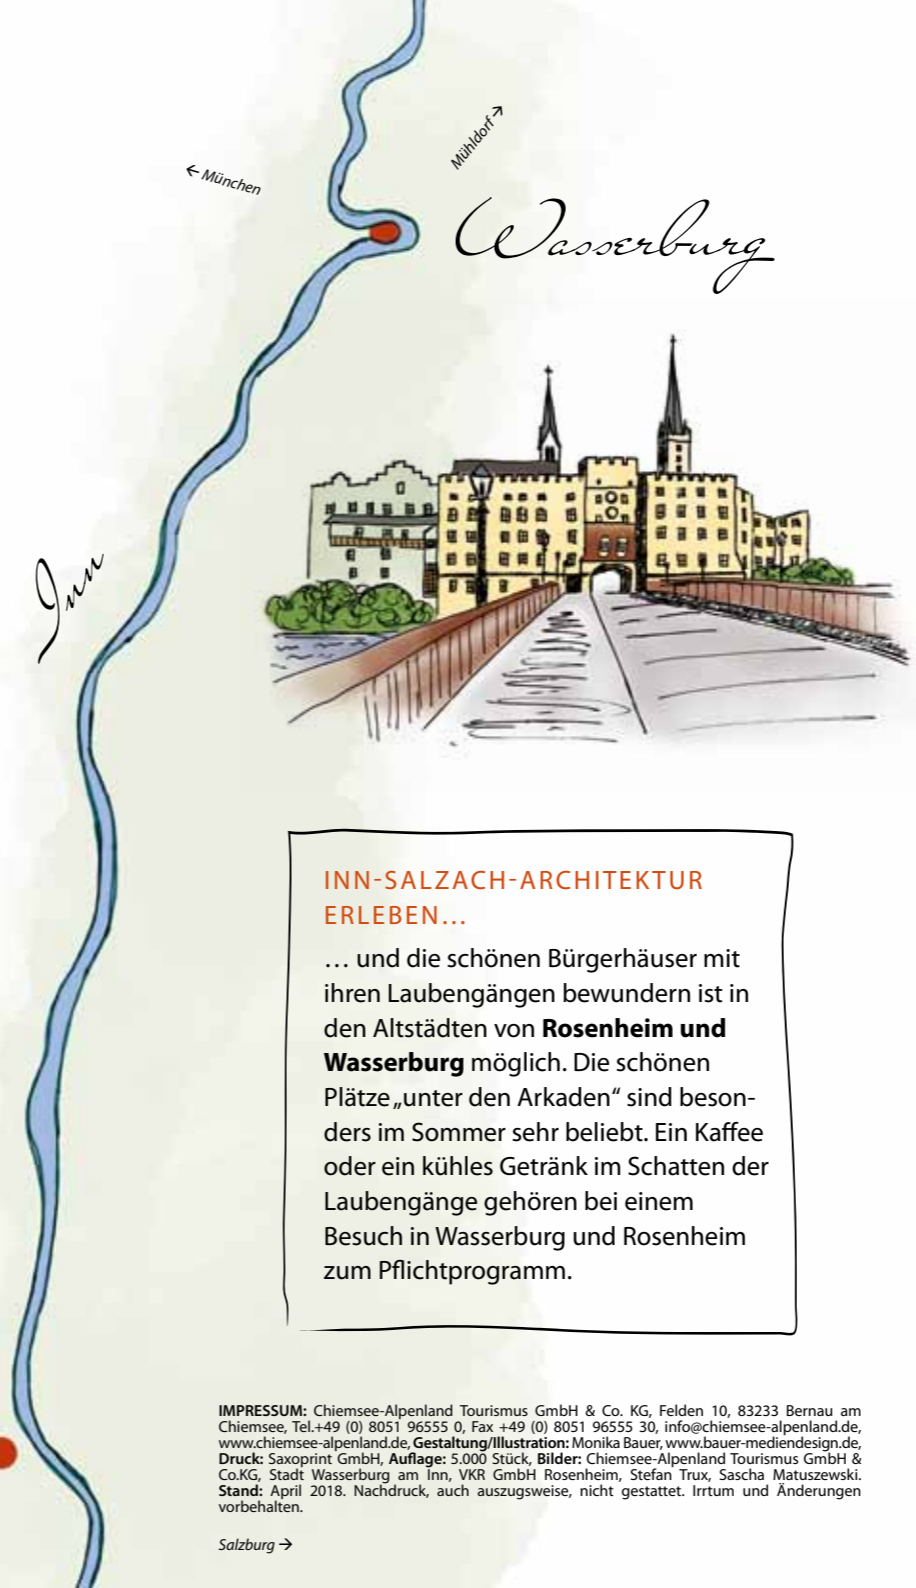 ← München
Mühldorf →
Wasserburg
Inn
INN-SALZACH-ARCHITEKTUR
ERLEBEN…
… und die schönen Bürgerhäuser mit
ihren Laubengängen bewundern ist in
den Altstädten von Rosenheim und
Wasserburg möglich. Die schönen
Plätze „unter den Arkaden“ sind beson-
ders im Sommer sehr beliebt. Ein Kaffee
oder ein kühles Getränk im Schatten der
Laubengänge gehören bei einem
Besuch in Wasserburg und Rosenheim
zum Pflichtprogramm.
IMPRESSUM: Chiemsee-Alpenland Tourismus GmbH & Co. KG, Felden 10, 83233 Bernau am
Chiemsee, Tel.+49 (0) 8051 96555 0, Fax +49 (0) 8051 96555 30, info@chiemsee-alpenland.de,
www.chiemsee-alpenland.de, Gestaltung/Illustration: Monika Bauer, www.bauer-mediendesign.de,
Druck: Saxoprint GmbH, Auflage: 5.000 Stück, Bilder: Chiemsee-Alpenland Tourismus GmbH &
Co.KG, Stadt Wasserburg am Inn, VKR GmbH Rosenheim, Stefan Trux, Sascha Matuszewski.
Stand: April 2018. Nachdruck, auch auszugsweise, nicht gestattet. Irrtum und Änderungen
vorbehalten.
Salzburg →